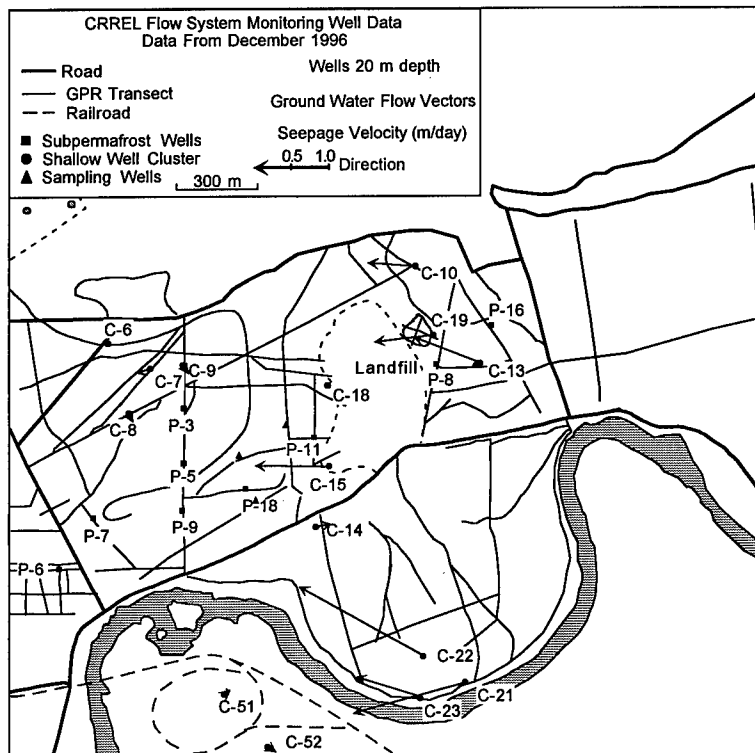 CRREL Flow System Monitoring Well Data
Data From December 1996
Road
Wells 20 m depth
GPR Transect
Ground Water Flow Vectors
Railroad
Seepage Velocity (m/day)
Subpermafrost Wells
Shallow Well Cluster
0.5 1.0
Direction
Sampling Wells
300 m
C-10
P-16
C-6
C-19
Landfill
C-13
P-8
C-7
C-9
C-18
C-8
P-3
P-11
P-5
C-15
P-18
P-9
C-14
P-7
P-6
C-22
C-21
C-23
C-51
C-52